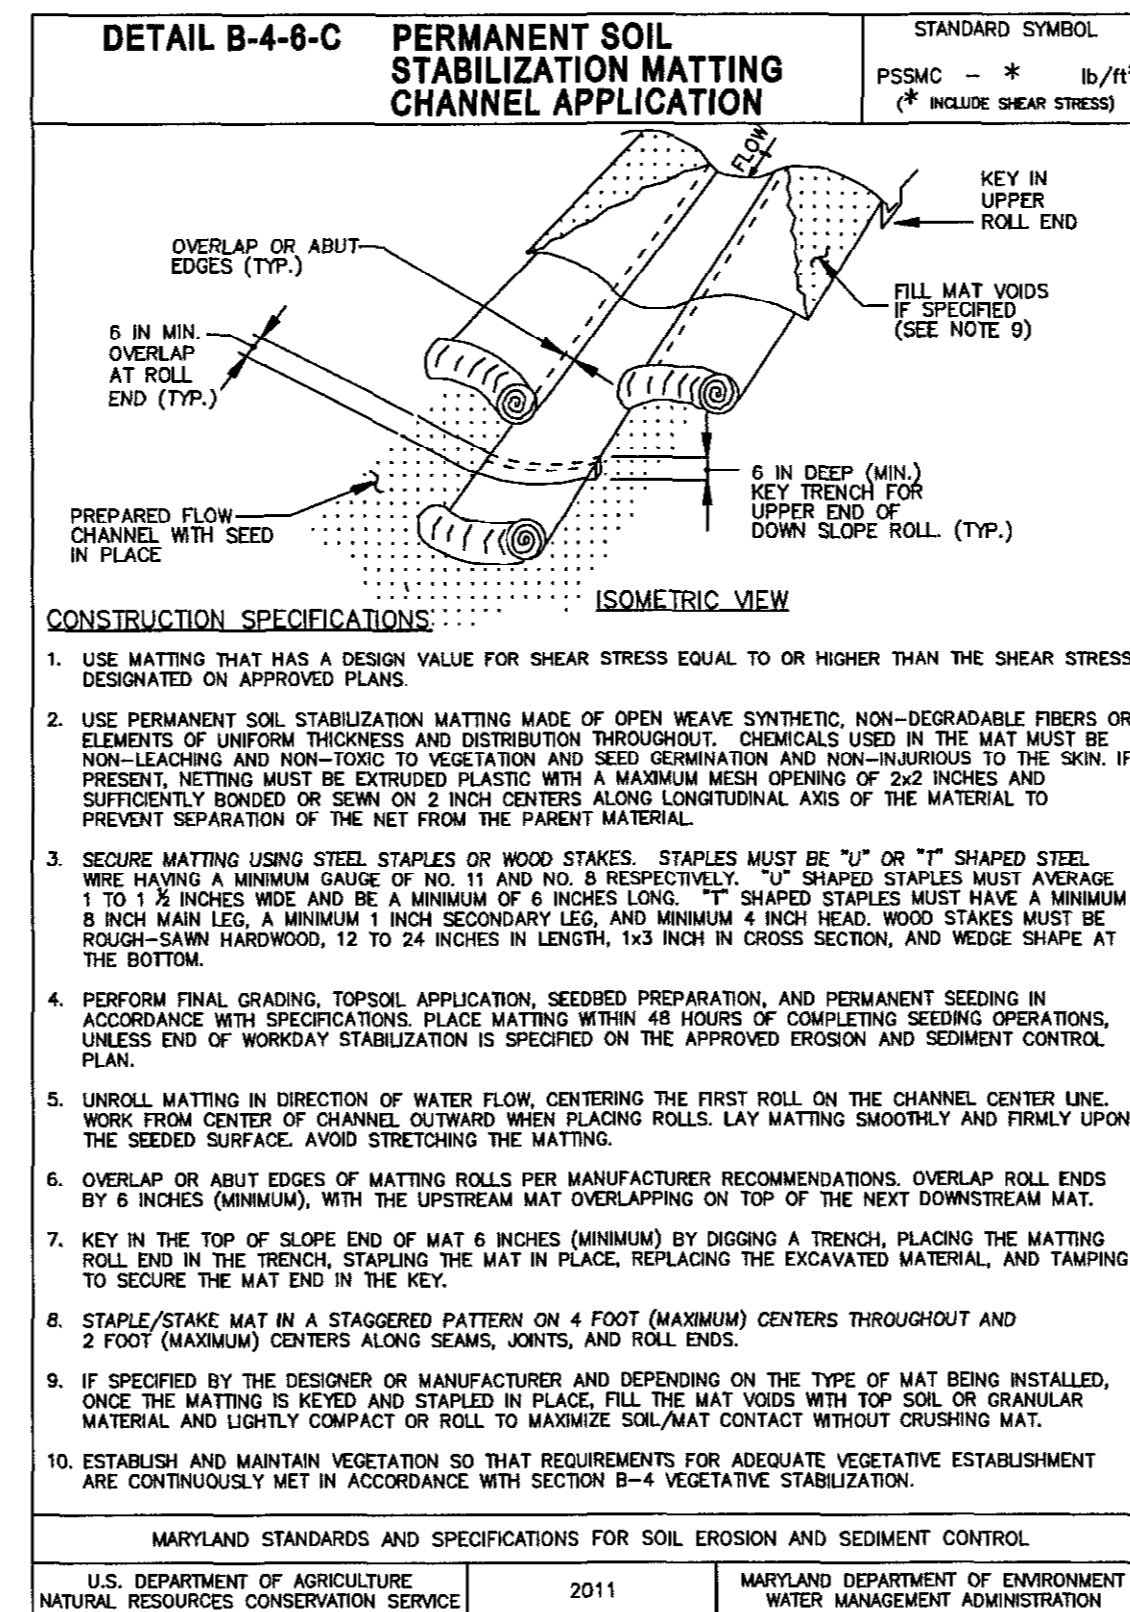 DETAIL B-4-6-C
PERMANENT SOIL
STABILIZATION MATTING
CHANNEL APPLICATION
STANDARD SYMBOL
PSSMC - * lb/ft²
(* INCLUDE SHEAR STRESS)
FLOW
KEY IN
UPPER
ROLL END
OVERLAP OR ABUT
EDGES (TYP.)
FILL MAT VOIDS
IF SPECIFIED
(SEE NOTE 9)
6 IN MIN.
OVERLAP
AT ROLL
END (TYP.)
6 IN DEEP (MIN.)
KEY TRENCH FOR
UPPER END OF
DOWN SLOPE ROLL. (TYP.)
PREPARED FLOW
CHANNEL WITH SEED
IN PLACE
ISOMETRIC VIEW
CONSTRUCTION SPECIFICATIONS:
1. USE MATTING THAT HAS A DESIGN VALUE FOR SHEAR STRESS EQUAL TO OR HIGHER THAN THE SHEAR STRESS
DESIGNATED ON APPROVED PLANS.
2. USE PERMANENT SOIL STABILIZATION MATTING MADE OF OPEN WEAVE SYNTHETIC, NON-DEGRADABLE FIBERS OR
ELEMENTS OF UNIFORM THICKNESS AND DISTRIBUTION THROUGHOUT. CHEMICALS USED IN THE MAT MUST BE
NON-LEACHING AND NON-TOXIC TO VEGETATION AND SEED GERMINATION AND NON-INJURIOUS TO THE SKIN. IF
PRESENT, NETTING MUST BE EXTRUDED PLASTIC WITH A MAXIMUM MESH OPENING OF 2x2 INCHES AND
SUFFICIENTLY BONDED OR SEWN ON 2 INCH CENTERS ALONG LONGITUDINAL AXIS OF THE MATERIAL TO
PREVENT SEPARATION OF THE NET FROM THE PARENT MATERIAL.
3. SECURE MATTING USING STEEL STAPLES OR WOOD STAKES. STAPLES MUST BE "U" OR "T" SHAPED STEEL
WIRE HAVING A MINIMUM GAUGE OF NO. 11 AND NO. 8 RESPECTIVELY. "U" SHAPED STAPLES MUST AVERAGE
1 TO 1 ½ INCHES WIDE AND BE A MINIMUM OF 6 INCHES LONG. "T" SHAPED STAPLES MUST HAVE A MINIMUM
8 INCH MAIN LEG, A MINIMUM 1 INCH SECONDARY LEG, AND MINIMUM 4 INCH HEAD. WOOD STAKES MUST BE
ROUGH-SAWN HARDWOOD, 12 TO 24 INCHES IN LENGTH, 1x3 INCH IN CROSS SECTION, AND WEDGE SHAPE AT
THE BOTTOM.
4. PERFORM FINAL GRADING, TOPSOIL APPLICATION, SEEDBED PREPARATION, AND PERMANENT SEEDING IN
ACCORDANCE WITH SPECIFICATIONS. PLACE MATTING WITHIN 48 HOURS OF COMPLETING SEEDING OPERATIONS,
UNLESS END OF WORKDAY STABILIZATION IS SPECIFIED ON THE APPROVED EROSION AND SEDIMENT CONTROL
PLAN.
5. UNROLL MATTING IN DIRECTION OF WATER FLOW, CENTERING THE FIRST ROLL ON THE CHANNEL CENTER LINE.
WORK FROM CENTER OF CHANNEL OUTWARD WHEN PLACING ROLLS. LAY MATTING SMOOTHLY AND FIRMLY UPON
THE SEEDED SURFACE. AVOID STRETCHING THE MATTING.
6. OVERLAP OR ABUT EDGES OF MATTING ROLLS PER MANUFACTURER RECOMMENDATIONS. OVERLAP ROLL ENDS
BY 6 INCHES (MINIMUM), WITH THE UPSTREAM MAT OVERLAPPING ON TOP OF THE NEXT DOWNSTREAM MAT.
7. KEY IN THE TOP OF SLOPE END OF MAT 6 INCHES (MINIMUM) BY DIGGING A TRENCH, PLACING THE MATTING
ROLL END IN THE TRENCH, STAPLING THE MAT IN PLACE, REPLACING THE EXCAVATED MATERIAL, AND TAMPING
TO SECURE THE MAT END IN THE KEY.
8. STAPLE/STAKE MAT IN A STAGGERED PATTERN ON 4 FOOT (MAXIMUM) CENTERS THROUGHOUT AND
2 FOOT (MAXIMUM) CENTERS ALONG SEAMS, JOINTS, AND ROLL ENDS.
9. IF SPECIFIED BY THE DESIGNER OR MANUFACTURER AND DEPENDING ON THE TYPE OF MAT BEING INSTALLED,
ONCE THE MATTING IS KEYED AND STAPLED IN PLACE, FILL THE MAT VOIDS WITH TOP SOIL OR GRANULAR
MATERIAL AND LIGHTLY COMPACT OR ROLL TO MAXIMIZE SOIL/MAT CONTACT WITHOUT CRUSHING MAT.
10. ESTABLISH AND MAINTAIN VEGETATION SO THAT REQUIREMENTS FOR ADEQUATE VEGETATIVE ESTABLISHMENT
ARE CONTINUOUSLY MET IN ACCORDANCE WITH SECTION B-4 VEGETATIVE STABILIZATION.
MARYLAND STANDARDS AND SPECIFICATIONS FOR SOIL EROSION AND SEDIMENT CONTROL
U.S. DEPARTMENT OF AGRICULTURE
NATURAL RESOURCES CONSERVATION SERVICE
2011
MARYLAND DEPARTMENT OF ENVIRONMENT
WATER MANAGEMENT ADMINISTRATION